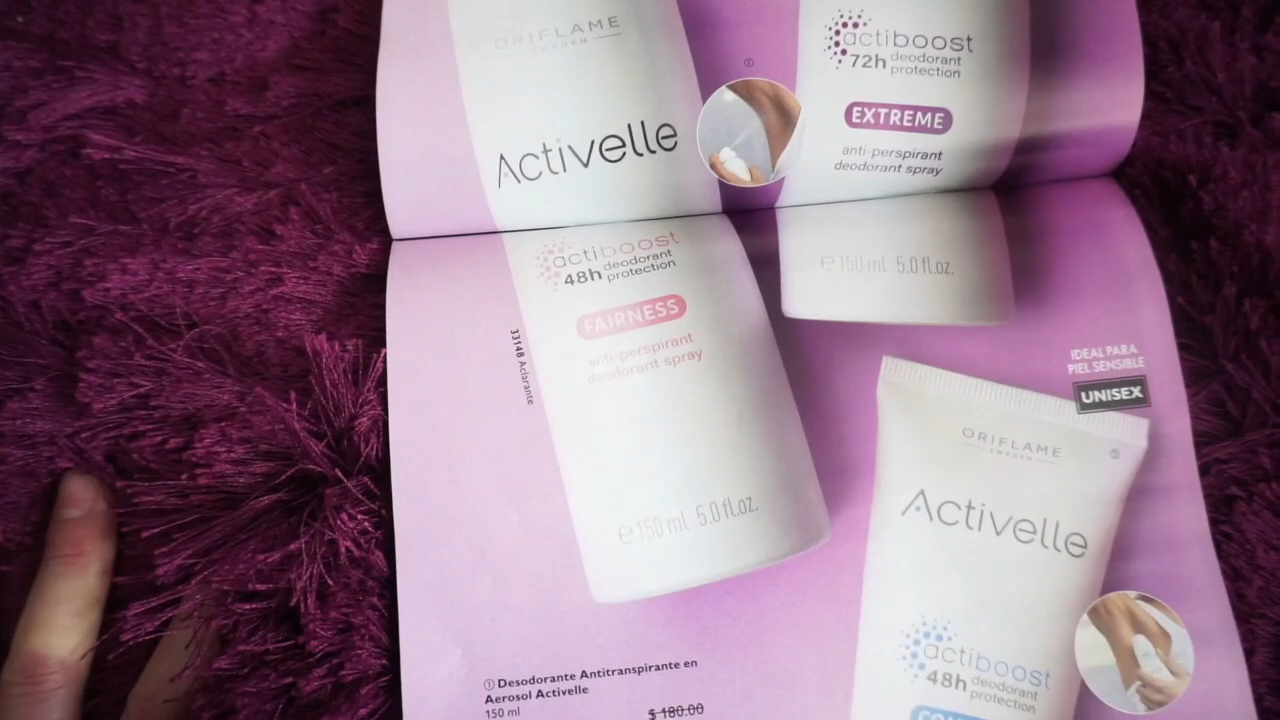 ORIFLAME
SWEDEN
Activelle
actiboost
72h deodorant
protection
EXTREME
anti-perspirant
deodorant spray
①
actiboost
48h deodorant
protection
FAIRNESS
anti-perspirant
deodorant spray
e 150 ml 5.0 fl.oz.
33148 Aclarante
e 150 ml 5.0 fl.oz.
IDEAL PARA
PIEL SENSIBLE
UNISEX
ORIFLAME
SWEDEN
Activelle
actiboost
48h deodorant
protection
① Desodorante Antitranspirante en
Aerosol Activelle
150 ml
$ 180.00